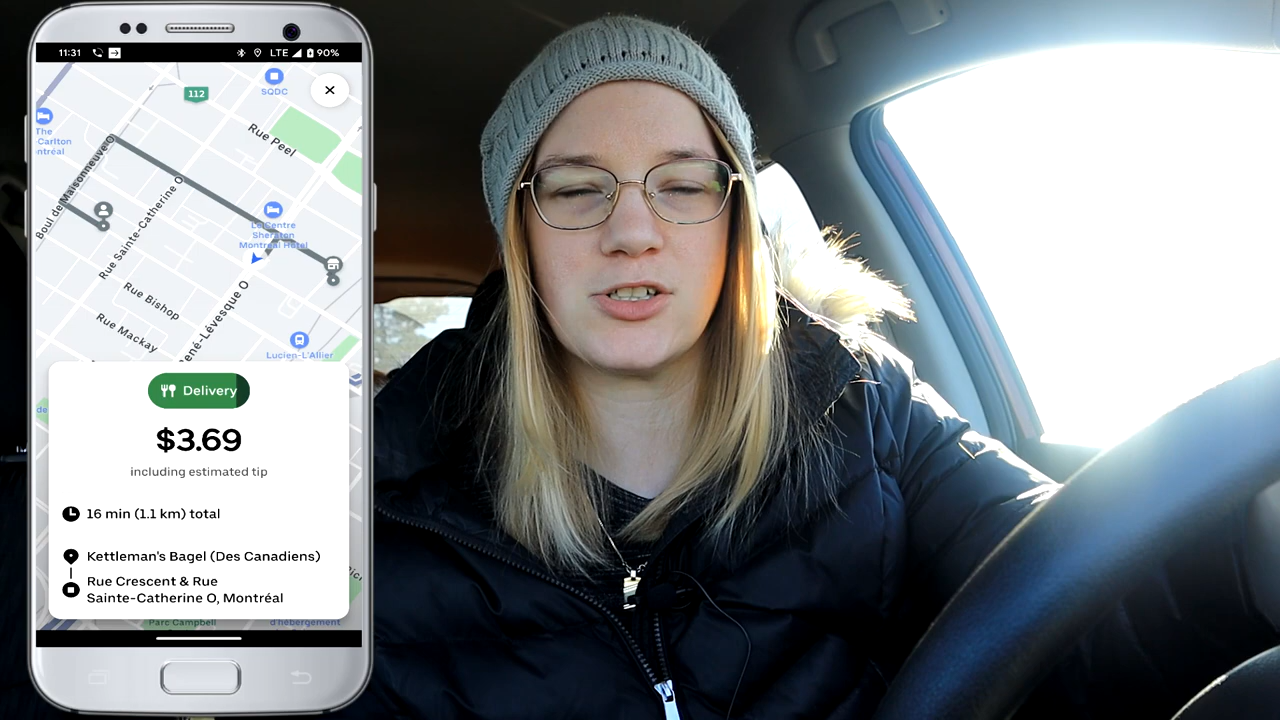 11:31
LTE 90%
112
SQDC
The
-Carlton
ntréal
Rue Peel
Boul de Maisonneuve O
Rue Sainte-Catherine O
Le Centre
Sheraton
Montreal Hotel
Rue Bishop
ené-Lévesque O
Rue Mackay
Lucien-L'Allier
de
Delivery
$3.69
including estimated tip
16 min (1.1 km) total
Kettleman's Bagel (Des Canadiens)
Rue Crescent & Rue
Sainte-Catherine O, Montréal
Parc Campbell
d'hébergement